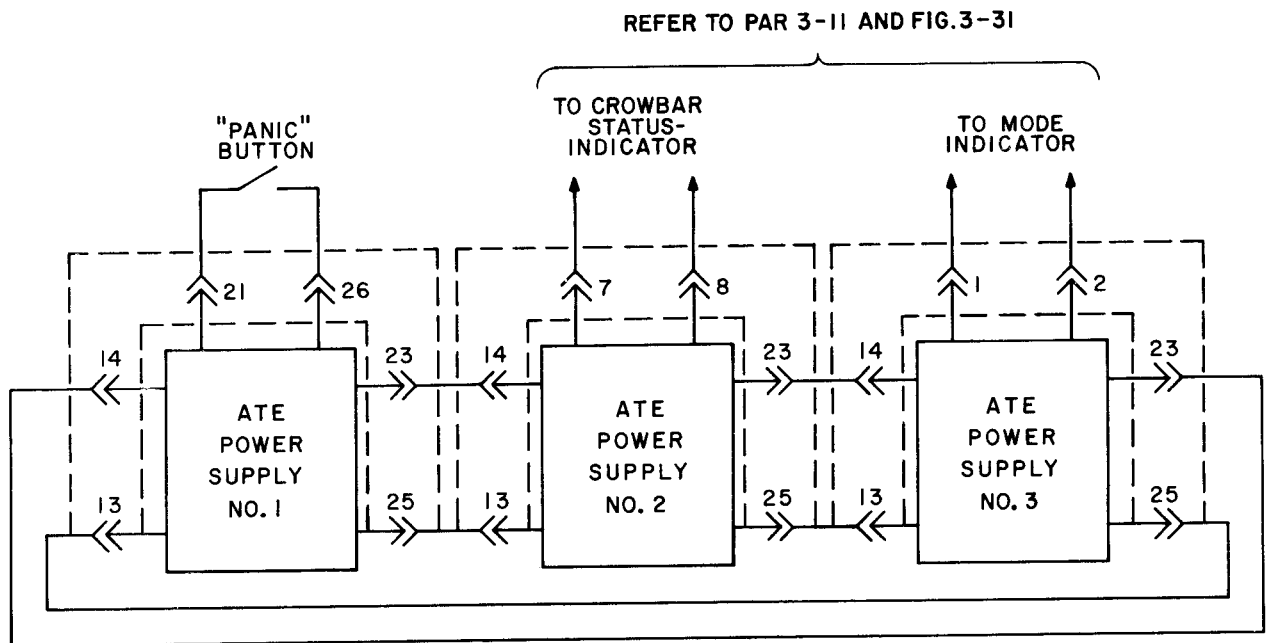 REFER TO PAR 3-11 AND FIG.3-31
TO CROWBAR
STATUS-
INDICATOR
TO MODE
INDICATOR
"PANIC"
BUTTON
21
26
7
8
1
2
14
23
14
23
14
23
ATE
POWER
SUPPLY
NO. 1
ATE
POWER
SUPPLY
NO. 2
ATE
POWER
SUPPLY
NO. 3
13
25
13
25
13
25